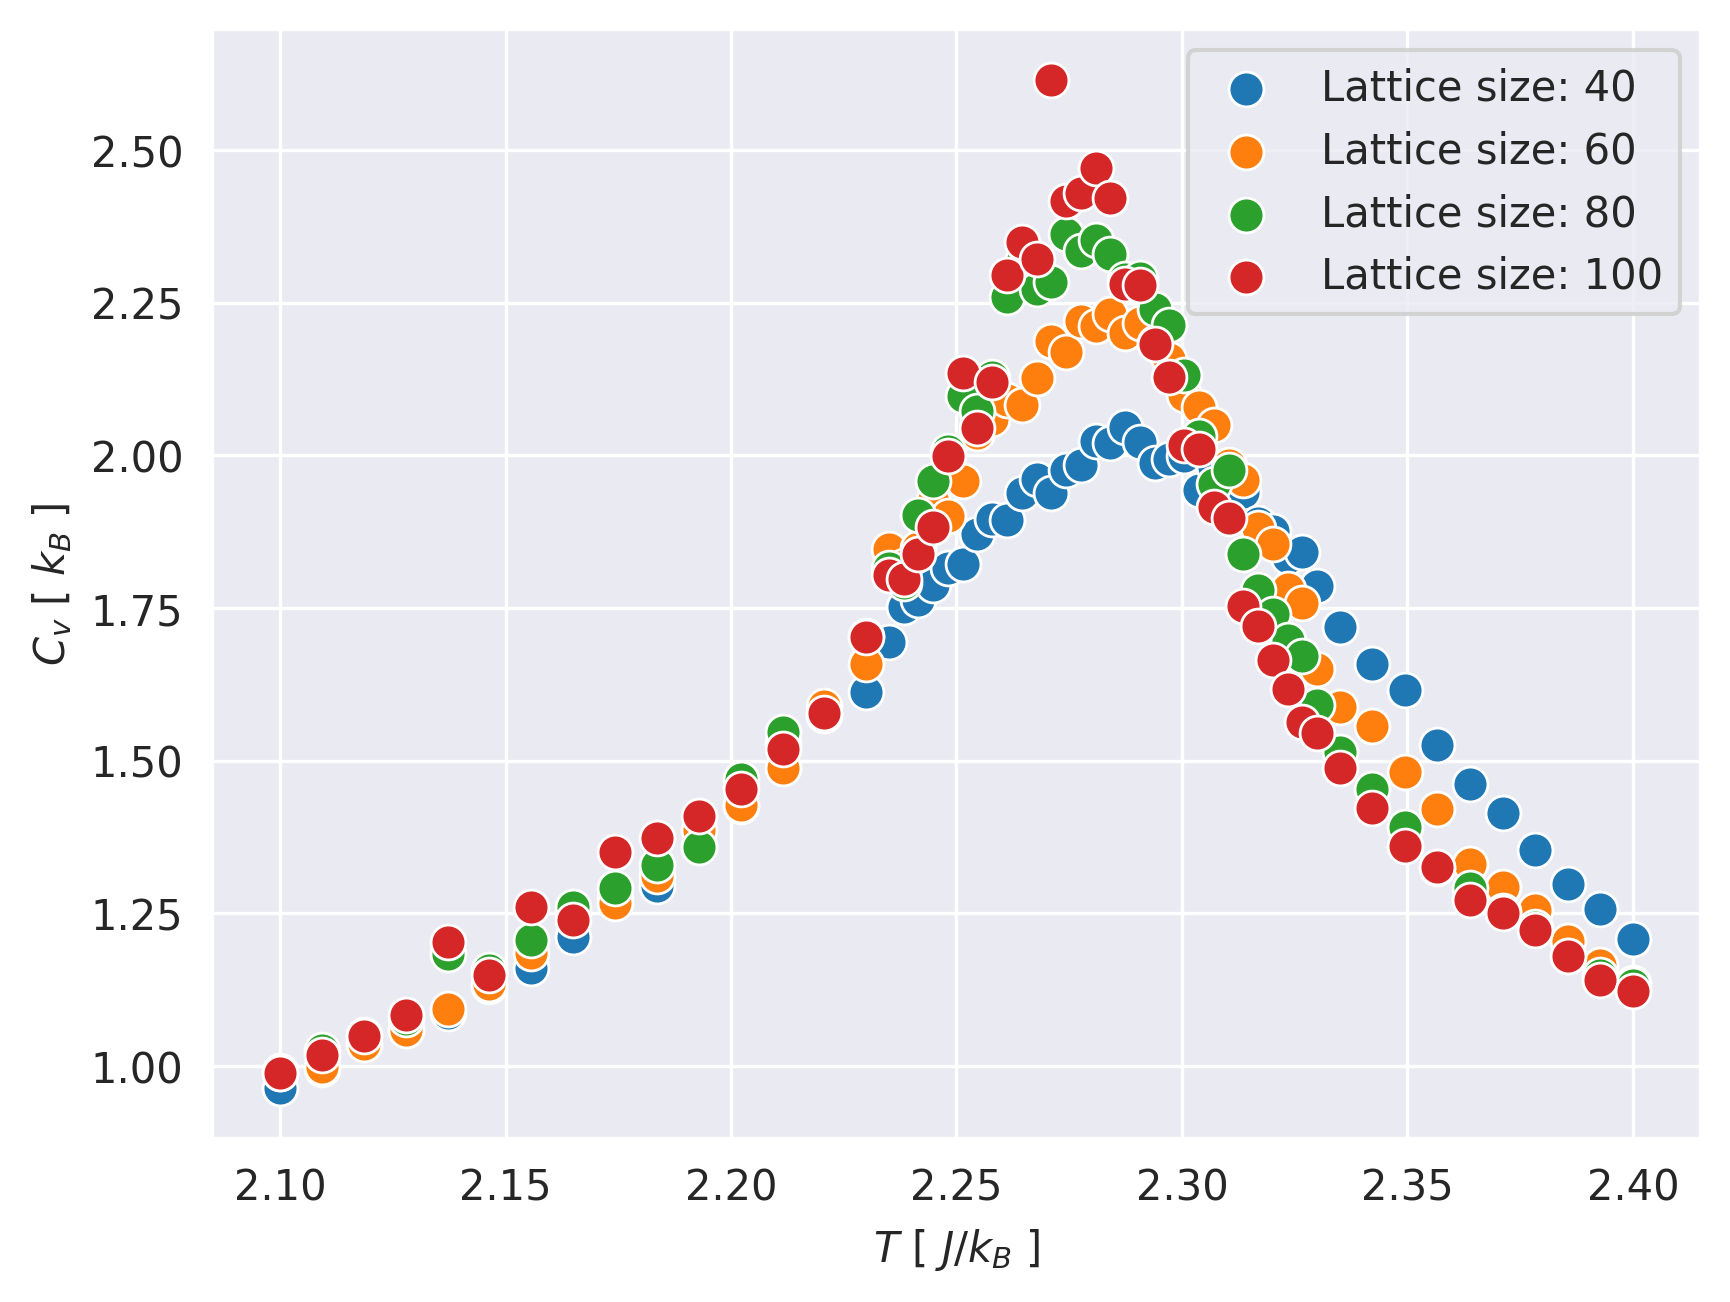 Lattice size: 40
Lattice size: 60
Lattice size: 80
Lattice size: 100
2.50
2.25
2.00
1.75
1.50
1.25
1.00
C_v [ k_B ]
2.10 2.15 2.20 2.25 2.30 2.35 2.40
T [ J/k_B ]